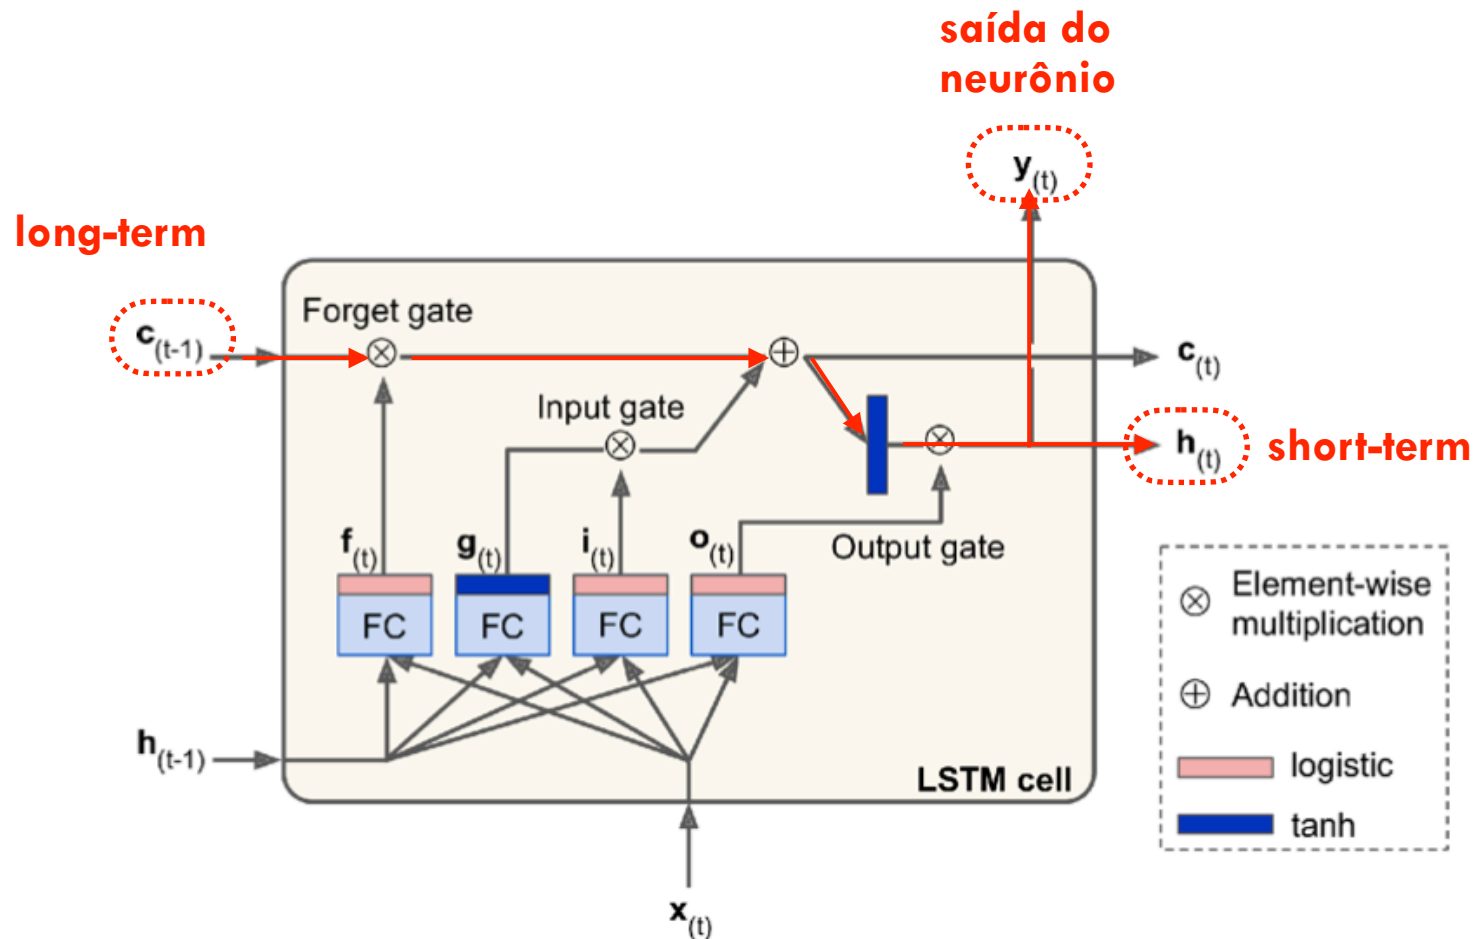 saída do
neurônio
y(t)
long-term
Forget gate
c(t-1)
c(t)
Input gate
h(t)
short-term
f(t)
g(t)
i(t)
o(t)
Output gate
FC
FC
FC
FC
Element-wise
multiplication
Addition
h(t-1)
LSTM cell
logistic
tanh
x(t)